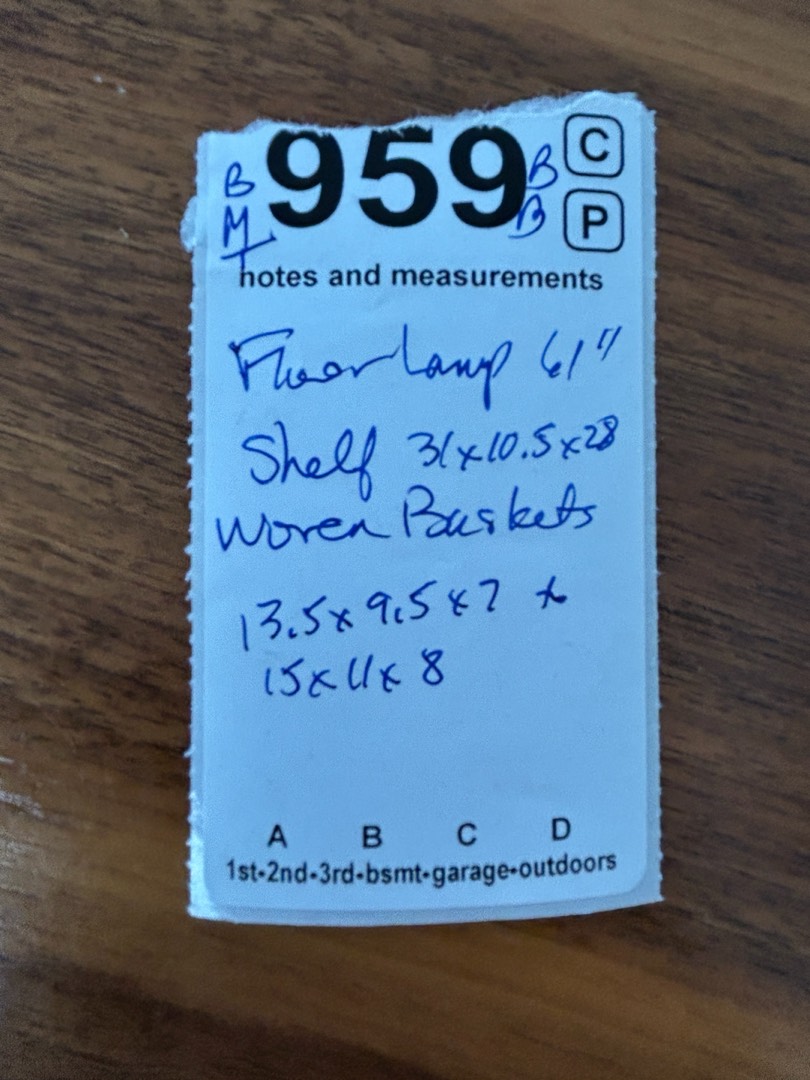 B 959 B C
M B P
notes and measurements
Floor Lamp 61"
Shelf 31x10.5x28
Woven Baskets
13.5x9.5x7 +
15x11x8
A B C D
1st-2nd-3rd-bsmt-garage-outdoors